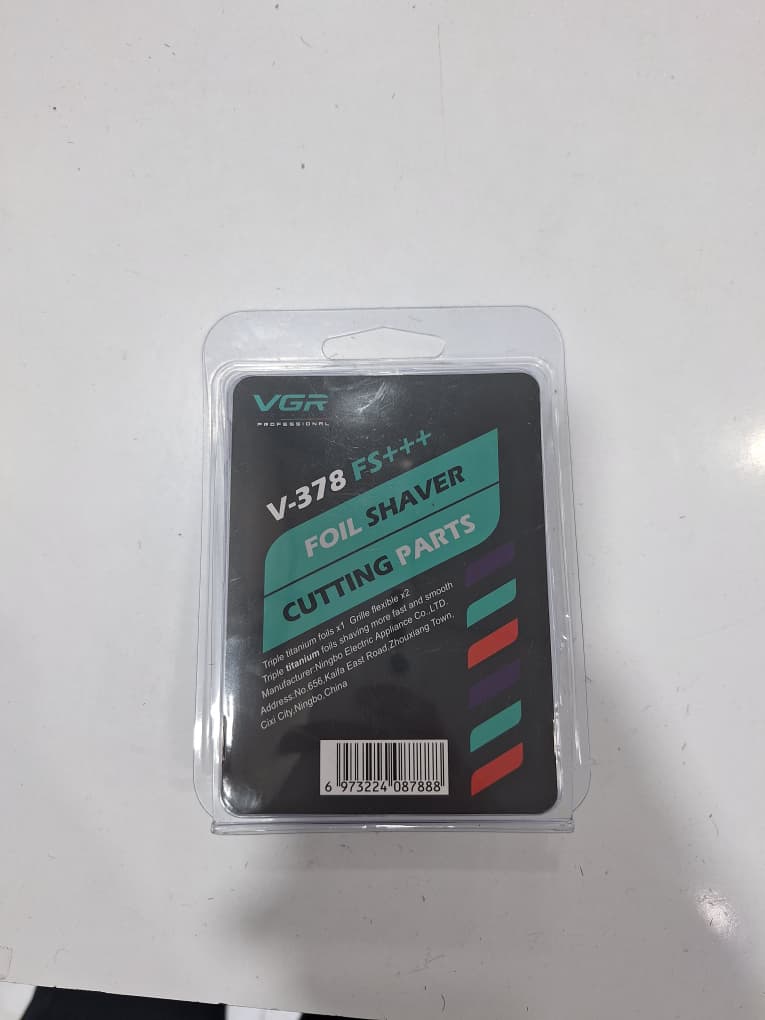 VGR
PROFESSIONAL
V-378 FS+++
FOIL SHAVER
CUTTING PARTS
Triple titanium foils x1 Grille flexible x2
Triple titanium foils shaving more fast and smooth
Manufacturer:Ningbo Electric Appliance Co.,LTD.
Address:No.656,Kaifa East Road,Zhouxiang Town,
Cixi City,Ningbo,China
6 973224 087888